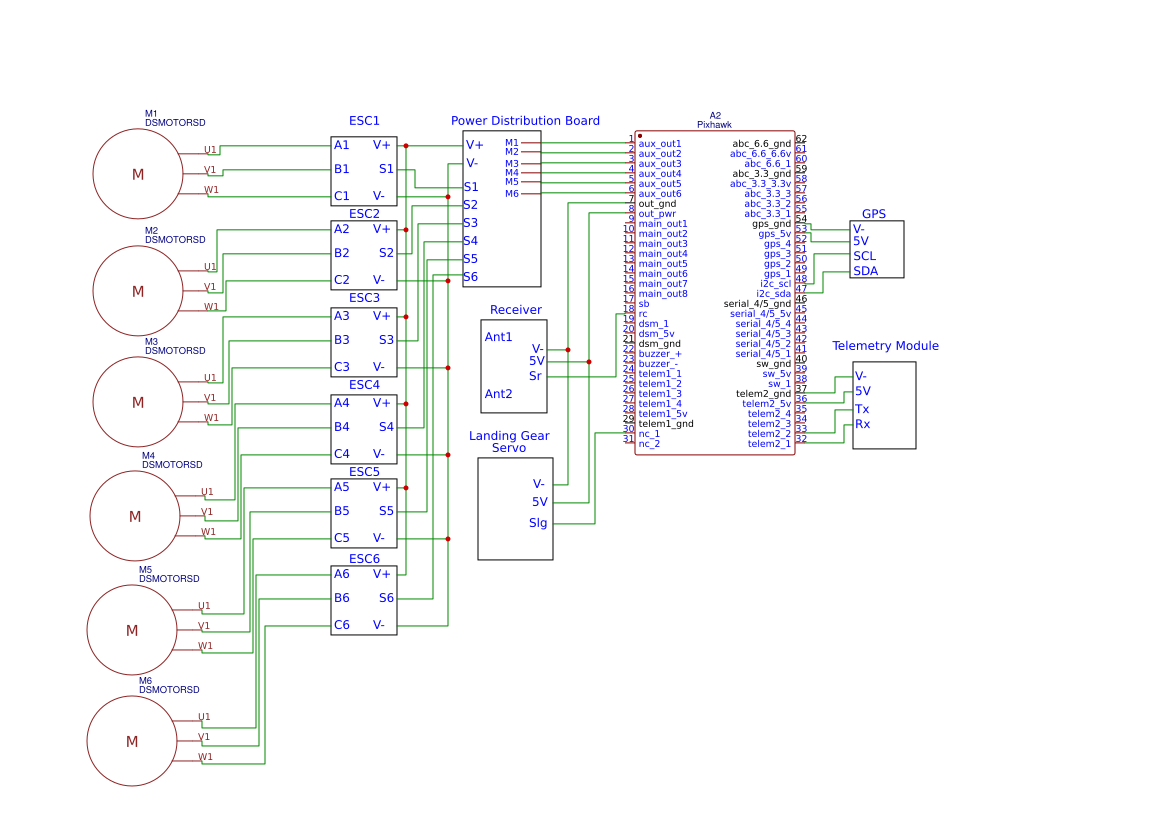 M1
DSMOTORSD
M
U1
V1
W1
M2
DSMOTORSD
M
U1
V1
W1
M3
DSMOTORSD
M
U1
V1
W1
M4
DSMOTORSD
M
U1
V1
W1
M5
DSMOTORSD
M
U1
V1
W1
M6
DSMOTORSD
M
U1
V1
W1
ESC1
A1 V+
B1 S1
C1 V-
ESC2
A2 V+
B2 S2
C2 V-
ESC3
A3 V+
B3 S3
C3 V-
ESC4
A4 V+
B4 S4
C4 V-
ESC5
A5 V+
B5 S5
C5 V-
ESC6
A6 V+
B6 S6
C6 V-
Power Distribution Board
V+
V-
S1
S2
S3
S4
S5
S6
M1
M2
M3
M4
M5
M6
Receiver
Ant1
V-
5V
Sr
Ant2
Landing Gear
Servo
V-
5V
SIg
A2
Pixhawk
1 aux_out1
2 aux_out2
3 aux_out3
4 aux_out4
5 aux_out5
6 aux_out6
7 out_gnd
8 out_pwr
9 main_out1
10 main_out2
11 main_out3
12 main_out4
13 main_out5
14 main_out6
15 main_out7
16 main_out8
17 sb
18 rc
19 dsm_1
20 dsm_5v
21 dsm_gnd
22 buzzer_+
23 buzzer_-
24 telem1_1
25 telem1_2
26 telem1_3
27 telem1_4
28 telem1_5v
29 telem1_gnd
30 nc_1
31 nc_2
abc_6.6_gnd 62
abc_6.6_6.6v 61
abc_6.6_1 60
abc_3.3_gnd 59
abc_3.3_3.3v 58
abc_3.3_3 57
abc_3.3_2 56
abc_3.3_1 55
gps_gnd 54
gps_5v 53
gps_4 52
gps_3 51
gps_2 50
gps_1 49
i2c_scl 48
i2c_sda 47
serial_4/5_gnd 46
serial_4/5_5v 45
serial_4/5_4 44
serial_4/5_3 43
serial_4/5_2 42
serial_4/5_1 41
sw_gnd 40
sw_5v 39
sw_1 38
telem2_gnd 37
telem2_5v 36
telem2_4 35
telem2_3 34
telem2_2 33
telem2_1 32
GPS
V-
5V
SCL
SDA
Telemetry Module
V-
5V
Tx
Rx